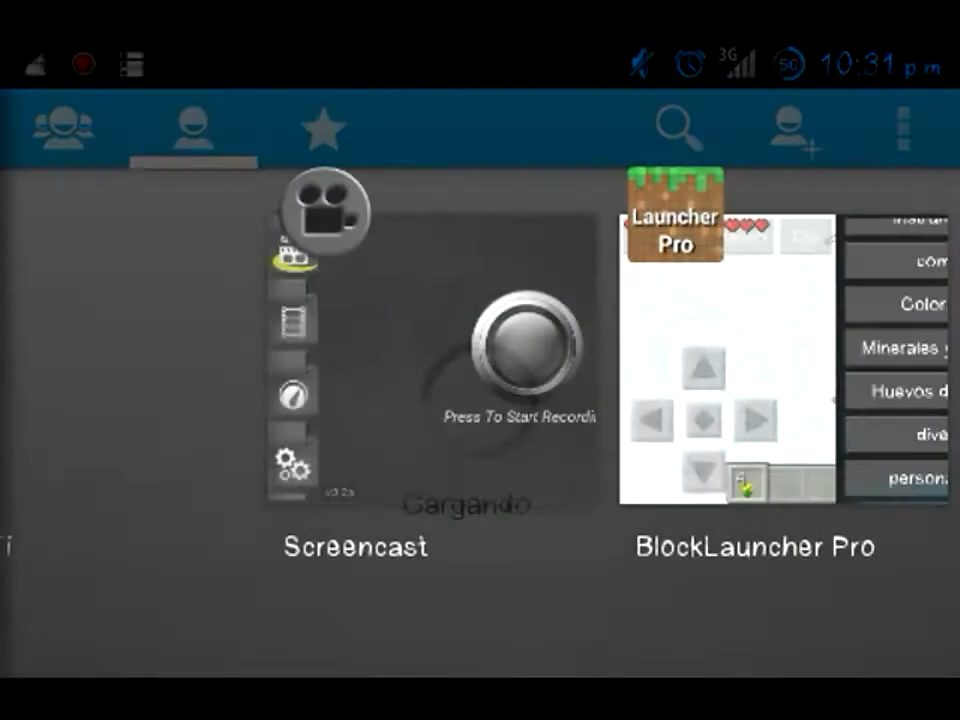 3G
50
10:31 p m
Launcher
Pro
com
Color
Minerales y
Huevos d
dive
persona
Press To Start Recordi
Cargando
Screencast
BlockLauncher Pro